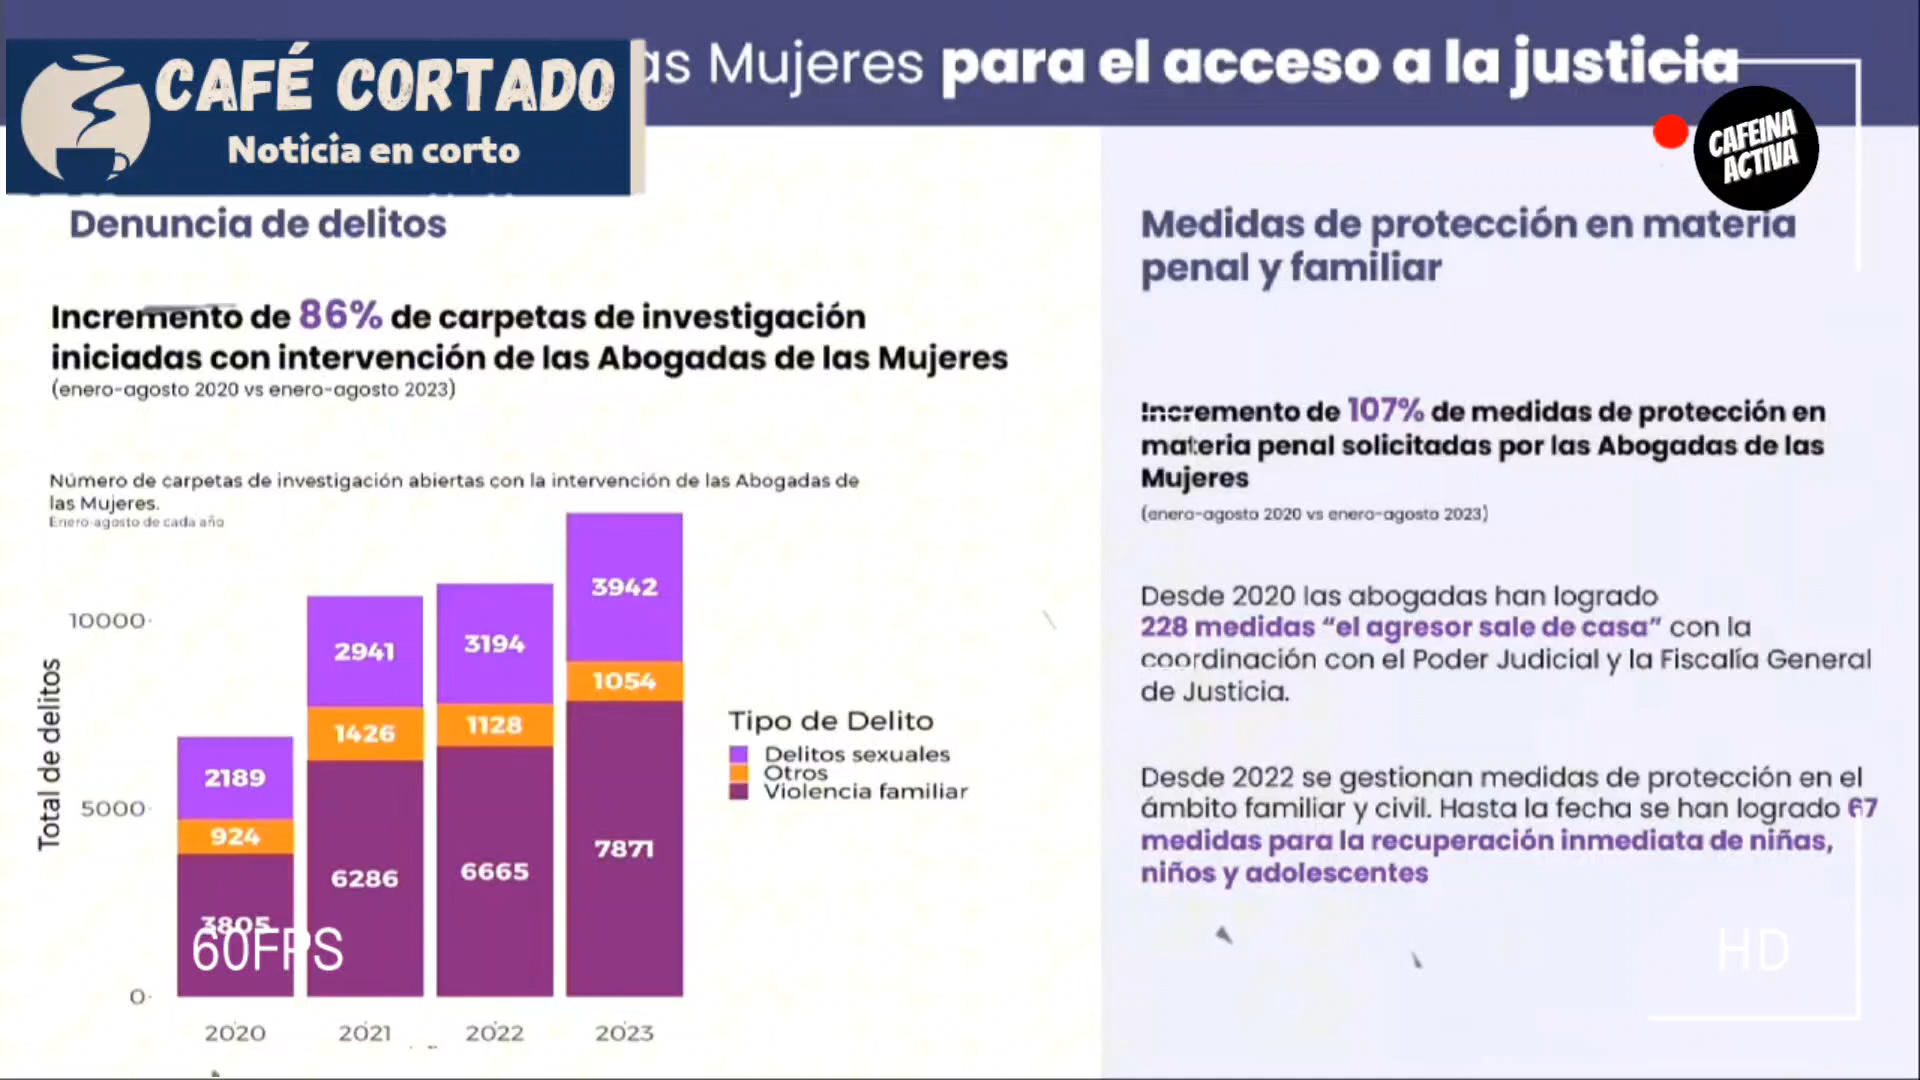 as Mujeres para el acceso a la justicia
CAFÉ CORTADO
Noticia en corto
CAFEINA
ACTIVA
Denuncia de delitos
Incremento de 86% de carpetas de investigación
iniciadas con intervención de las Abogadas de las Mujeres
(enero-agosto 2020 vs enero-agosto 2023)
Número de carpetas de investigación abiertas con la intervención de las Abogadas de
las Mujeres.
Enero-agosto de cada año
Total de delitos
10000
5000
0
2189
924
3805
2941
1426
6286
3194
1128
6665
3942
1054
7871
2020
2021
2022
2023
Tipo de Delito
Delitos sexuales
Otros
Violencia familiar
60FPS
Medidas de protección en materia
penal y familiar
Incremento de 107% de medidas de protección en
materia penal solicitadas por las Abogadas de las
Mujeres
(enero-agosto 2020 vs enero-agosto 2023)
Desde 2020 las abogadas han logrado
228 medidas “el agresor sale de casa” con la
coordinación con el Poder Judicial y la Fiscalía General
de Justicia.
Desde 2022 se gestionan medidas de protección en el
ámbito familiar y civil. Hasta la fecha se han logrado 67
medidas para la recuperación inmediata de niñas,
niños y adolescentes
HD